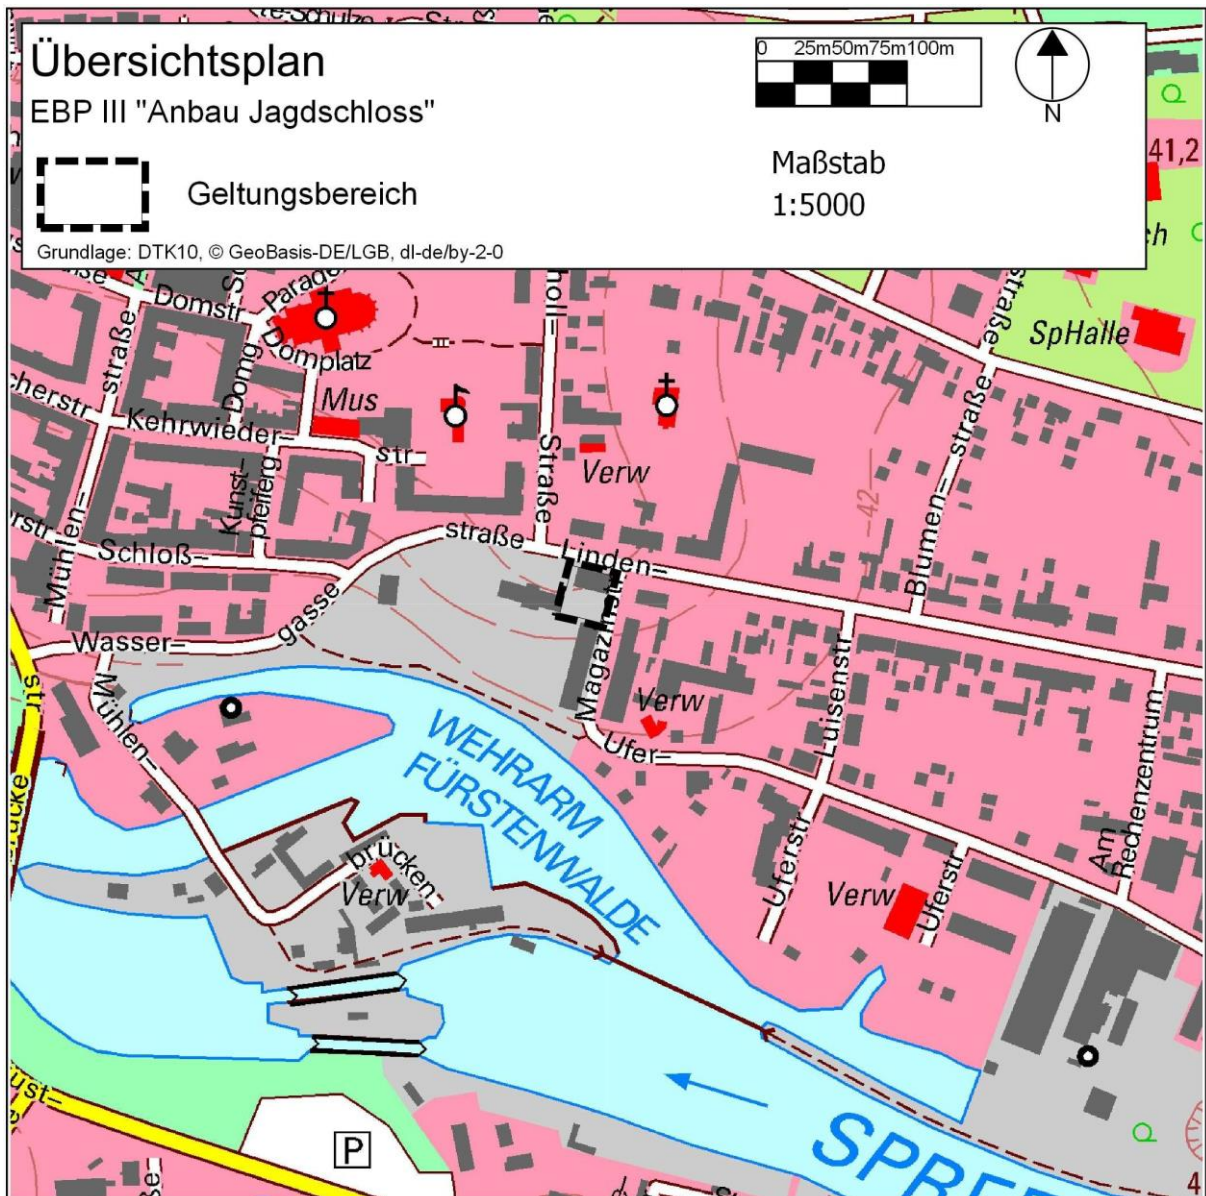 Übersichtsplan
EBP III "Anbau Jagdschloss"
Geltungsbereich
Grundlage: DTK10, © GeoBasis-DE/LGB, dl-de/by-2-0
0 25m 50m 75m 100m
N
Maßstab
1:5000
41,2
SpHalle
Domstr
Domplatz
Domg
straße
Mus
Kehrwieder–
str
Kunst–
pfeiferg
Mühlen–
Schloß–
Straße
Verw
straße
Linden–
42
straße
Blumen–
Wasser–
gasse
Magazinstr
Luisenstr
Verw
Ufer–
str
Mühlen–
WEHRARM
FÜRSTENWALDE
brücken
Verw
Uferstr
Verw
Uferstr
Am
Rechenzentrum
P